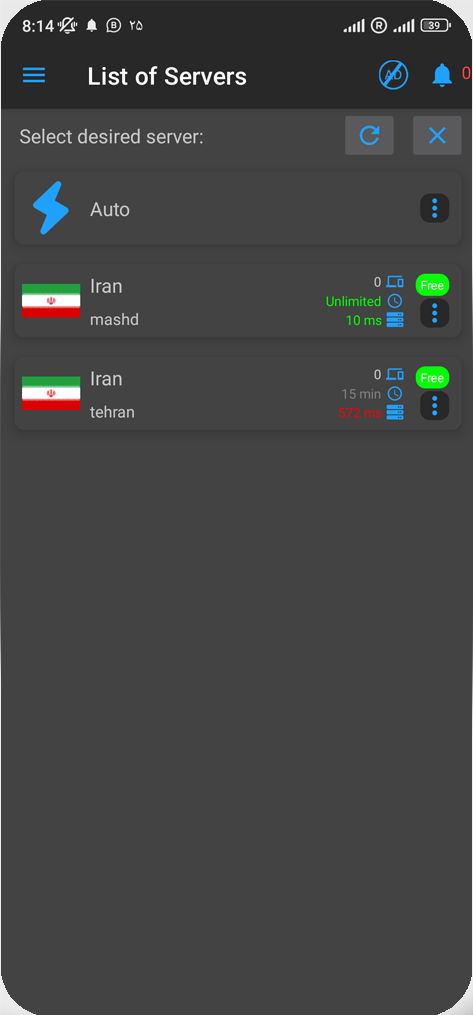 8:14 B ۲۵ R 39
List of Servers AD 0
Select desired server:
Auto
Iran 0 Free
Unlimited
mashd 10 ms
Iran 0 Free
15 min
tehran 572 ms